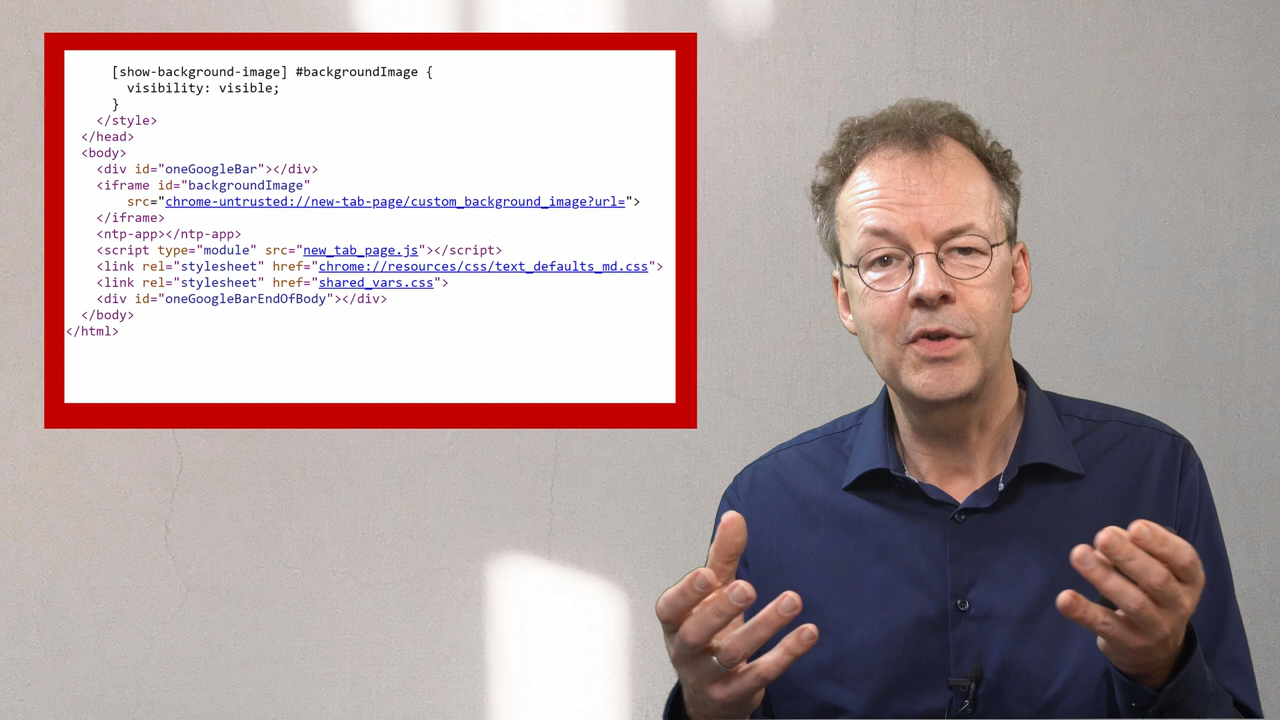 [show-background-image] #backgroundImage {
visibility: visible;
}
</style>
</head>
<body>
<div id="oneGoogleBar"></div>
<iframe id="backgroundImage"
src="chrome-untrusted://new-tab-page/custom_background_image?url=">
</iframe>
<ntp-app></ntp-app>
<script type="module" src="new_tab_page.js"></script>
<link rel="stylesheet" href="chrome://resources/css/text_defaults_md.css">
<link rel="stylesheet" href="shared_vars.css">
<div id="oneGoogleBarEndOfBody"></div>
</body>
</html>